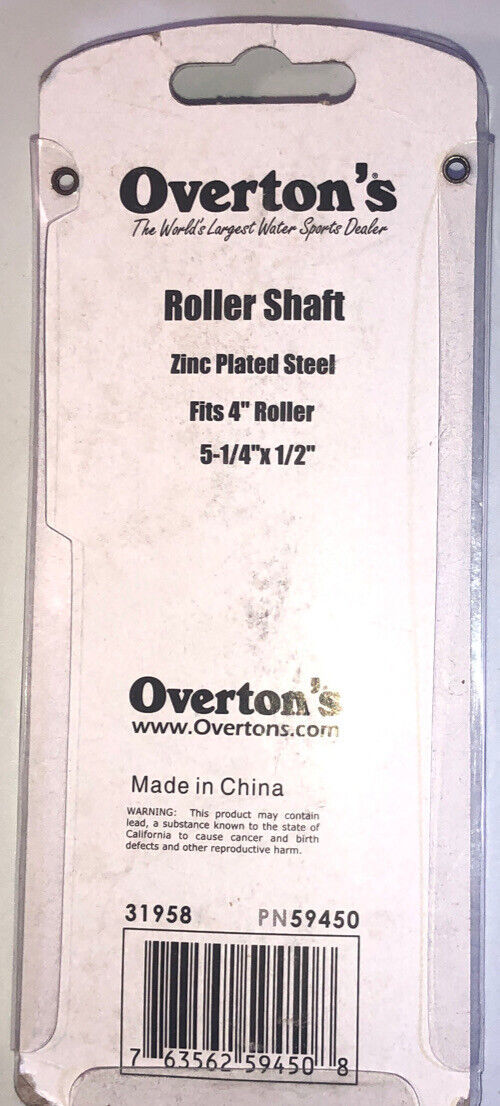 Overton's
The World's Largest Water Sports Dealer
Roller Shaft
Zinc Plated Steel
Fits 4" Roller
5-1/4"x 1/2"
Overton's
www.Overtons.com
Made in China
WARNING: This product may contain
lead, a substance known to the state of
California to cause cancer and birth
defects and other reproductive harm.
31958 PN59450
7 63562 59450 8